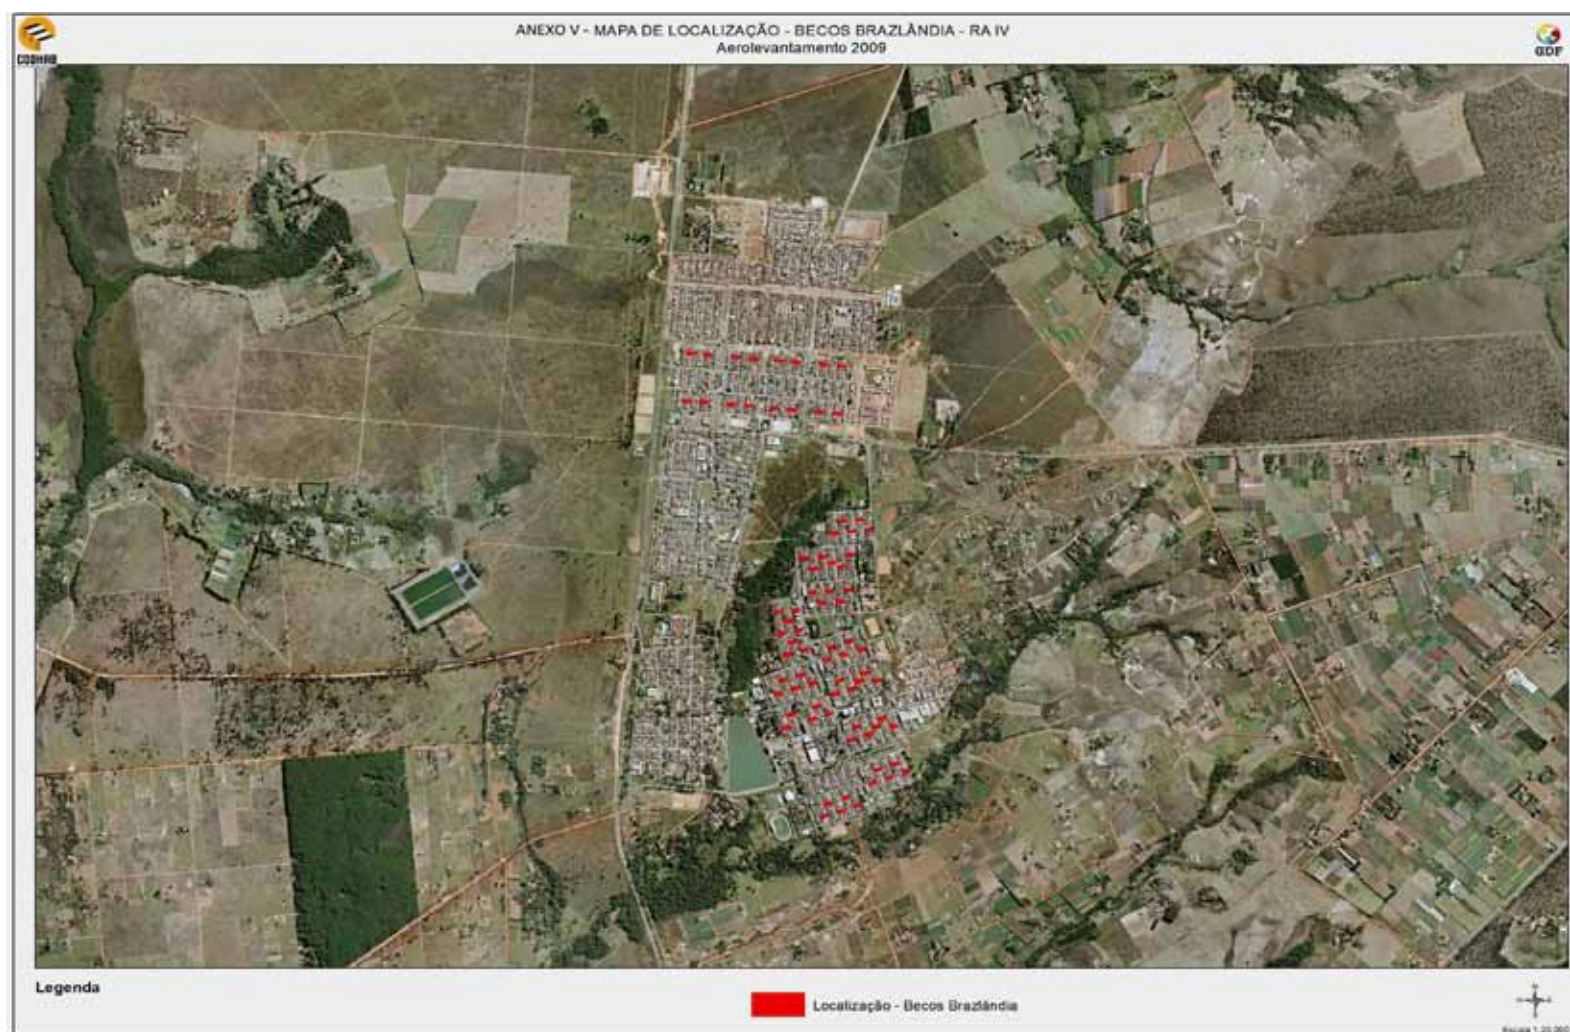 ANEXO V - MAPA DE LOCALIZAÇÃO - BECOS BRAZLÂNDIA - RA IV
Aerolevantamento 2009
CODHAB
GDF
Legenda
Localização - Becos Brazlândia